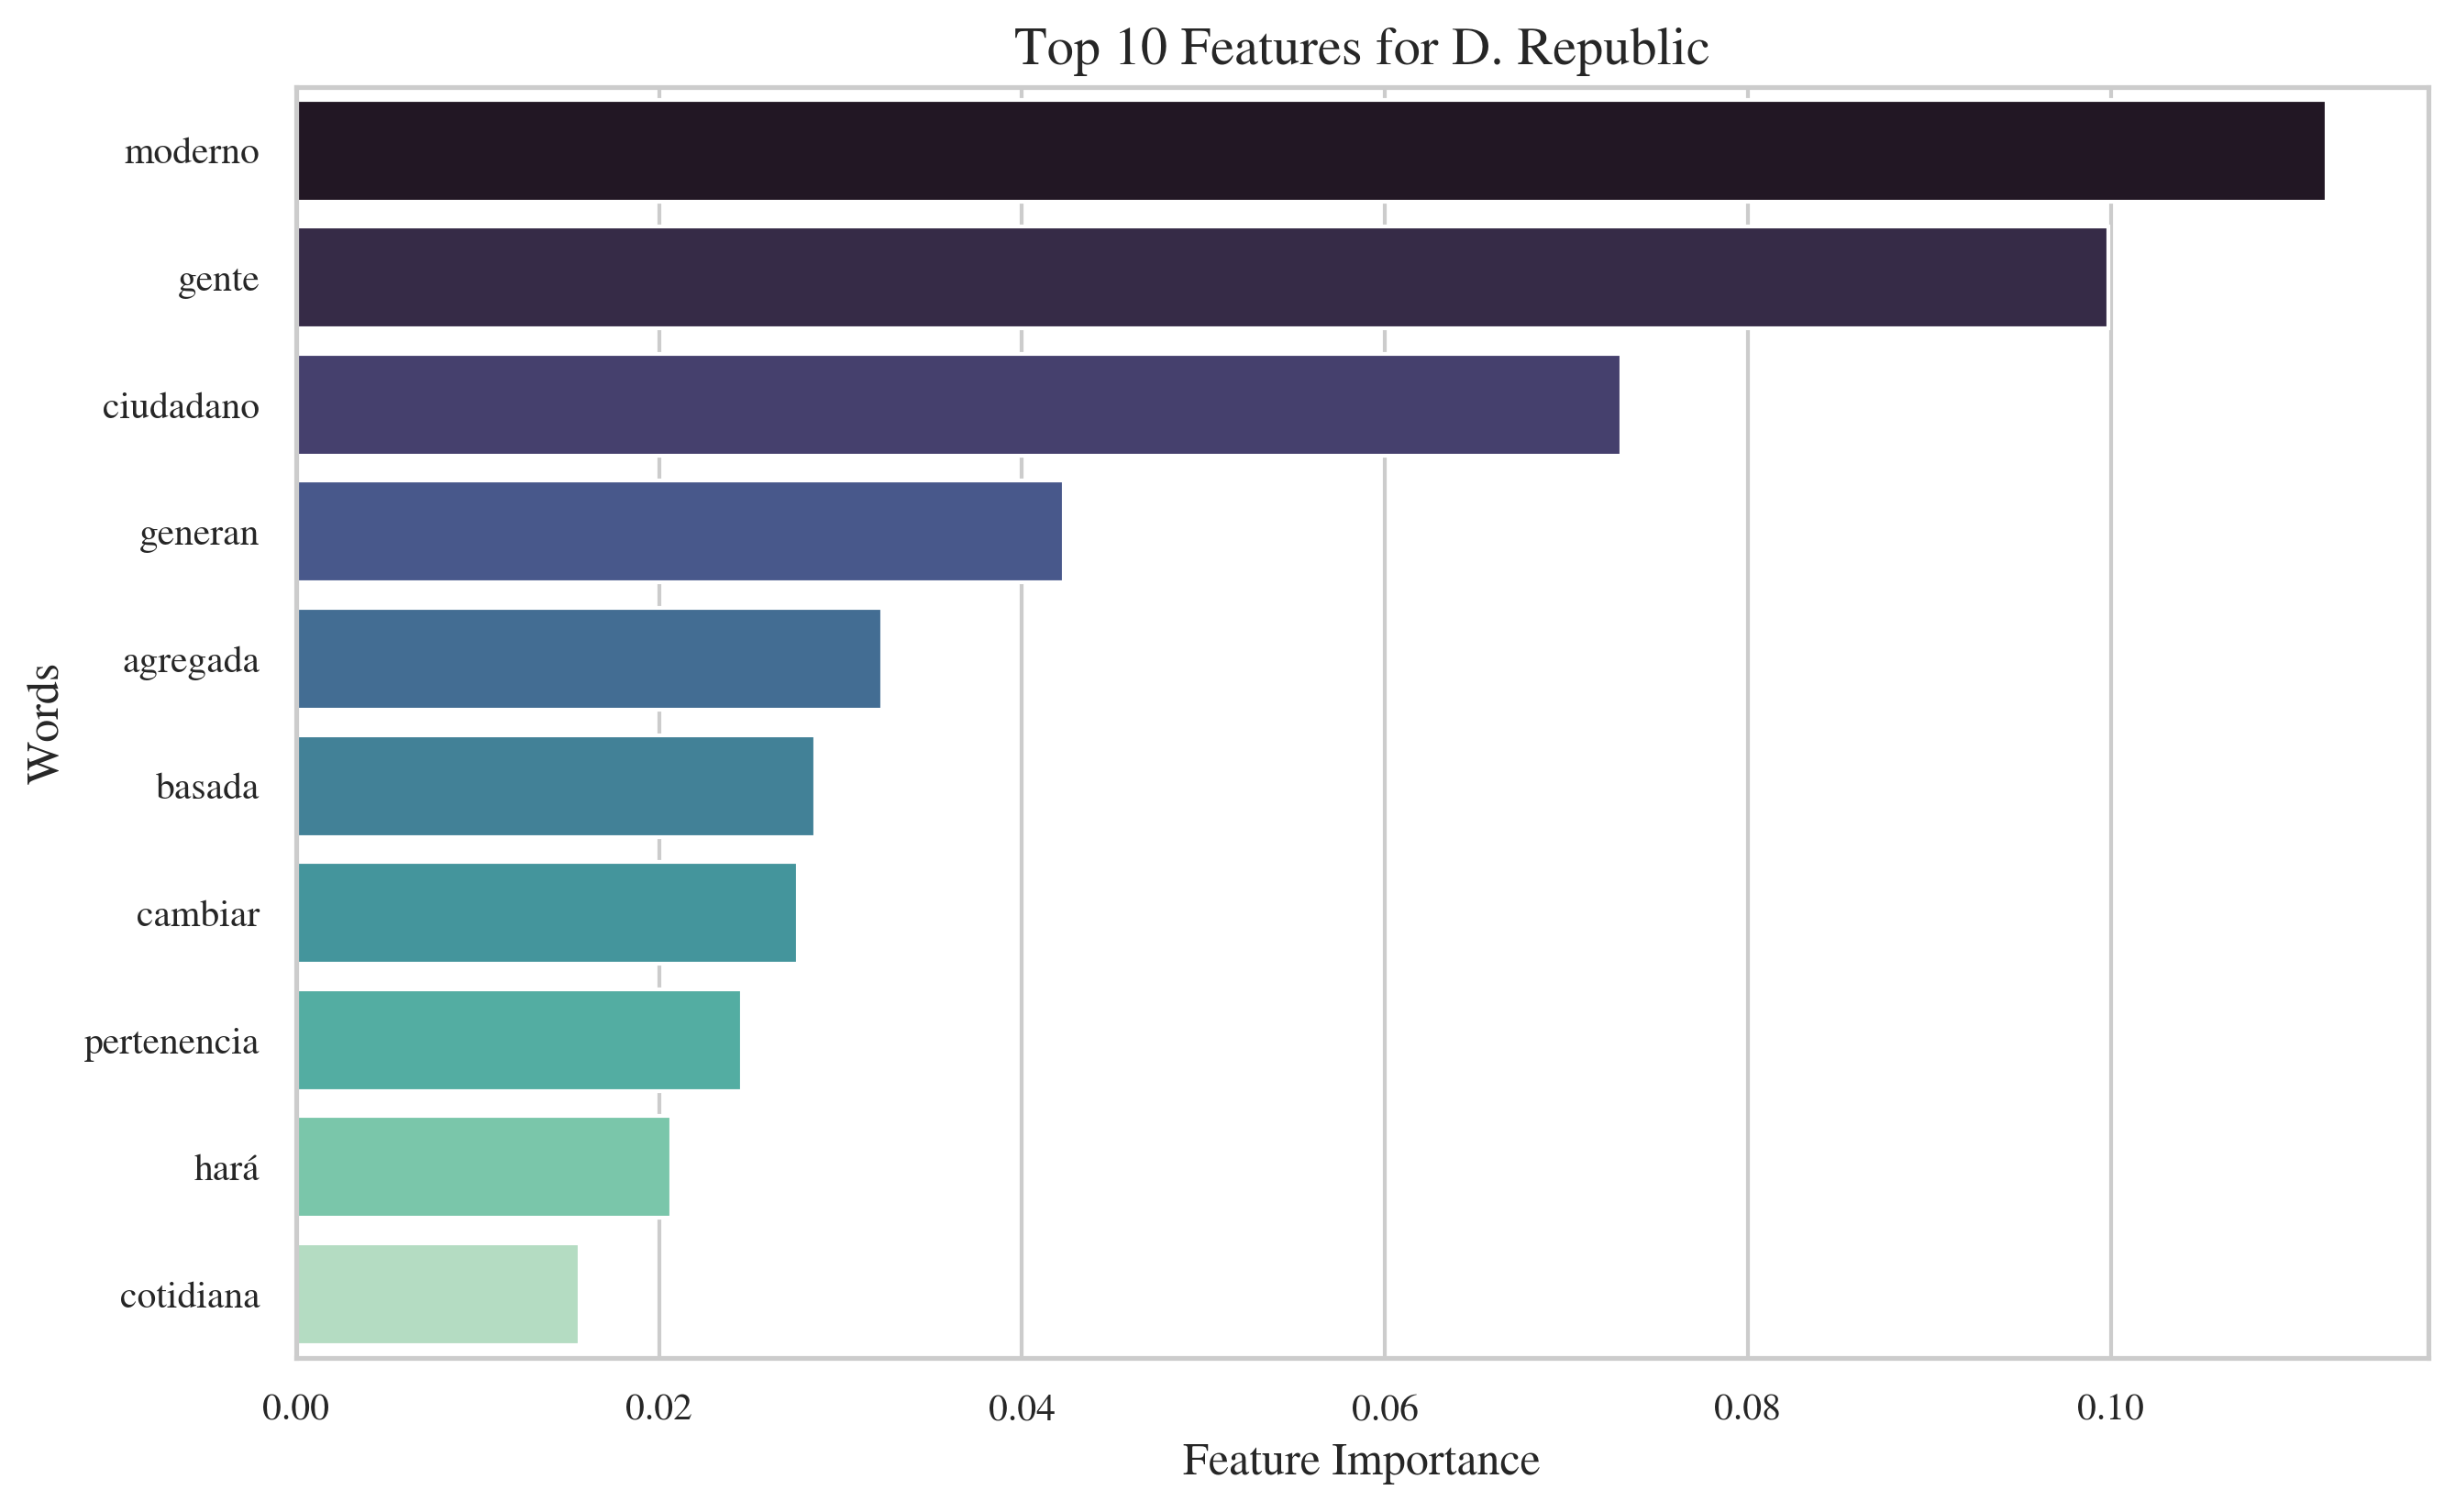 Top 10 Features for D. Republic
Words
moderno
gente
ciudadano
generan
agregada
basada
cambiar
pertenencia
hará
cotidiana
0.00 0.02 0.04 0.06 0.08 0.10
Feature Importance